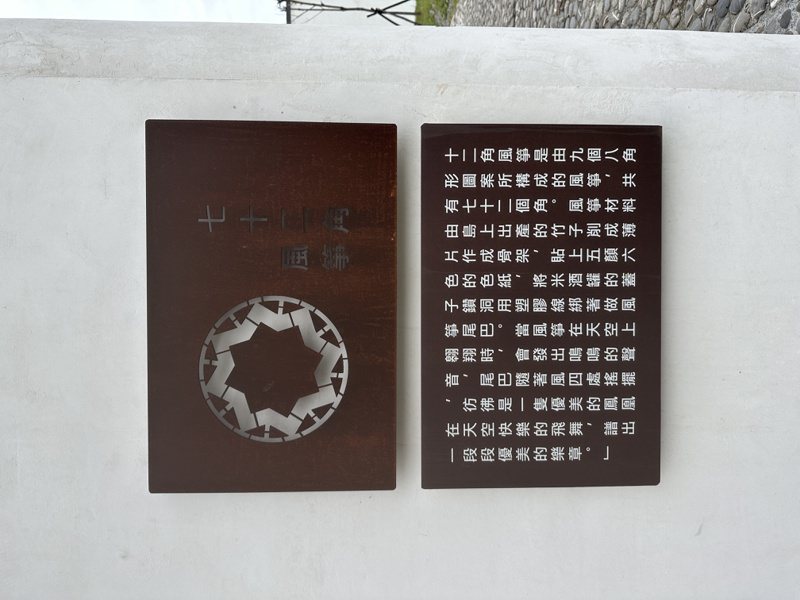 七十二角
風箏
十二角風箏是由九個八角
形圖案所構成的風箏，共
有七十二個角。風箏材料
由島上出產的竹子削成薄
片作成骨架，貼上五顏六
色的色紙，將米酒罐的蓋
子鑽洞用塑膠線綁著做風
箏尾巴。當風箏在天空上
翱翔時，會發出鳴鳴的聲
音，尾巴隨著風四處搖擺
，彷彿是一隻優美的鳳凰
在天空快樂的飛舞，譜出
一段段優美的樂章。」